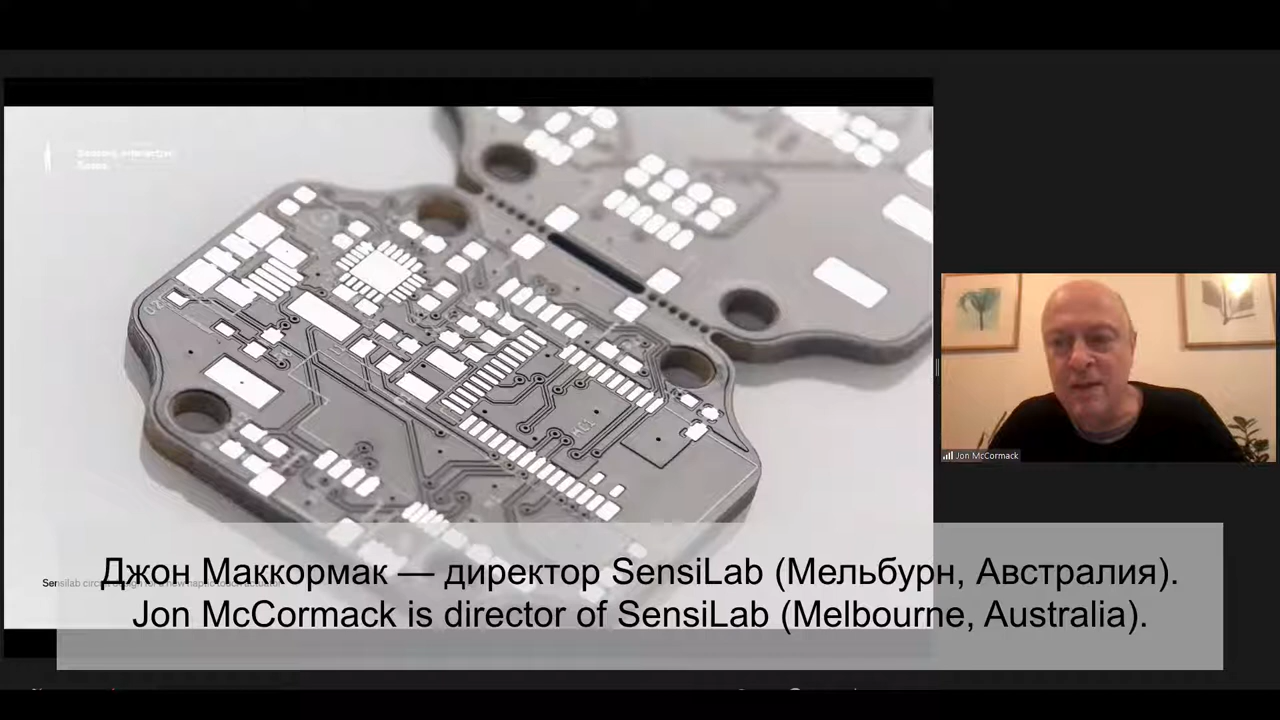 Джон Маккормак — директор SensiLab (Мельбурн, Австралия).
Jon McCormack is director of SensiLab (Melbourne, Australia).
Jon McCormack